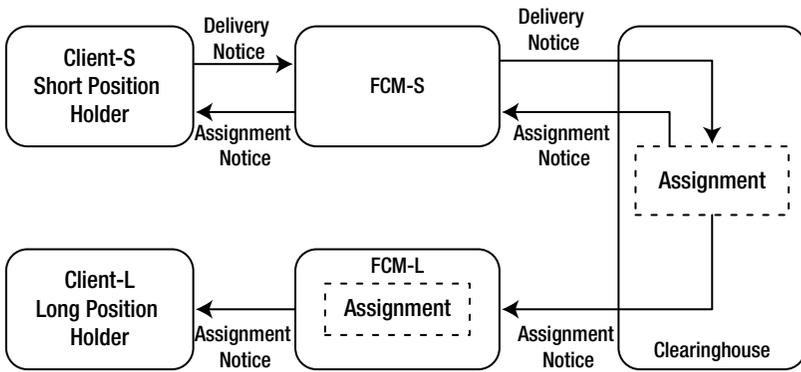 Client-S
Short Position
Holder
Delivery
Notice
Assignment
Notice
FCM-S
Delivery
Notice
Assignment
Notice
Assignment
Client-L
Long Position
Holder
Assignment
Notice
FCM-L
Assignment
Assignment
Notice
Clearinghouse